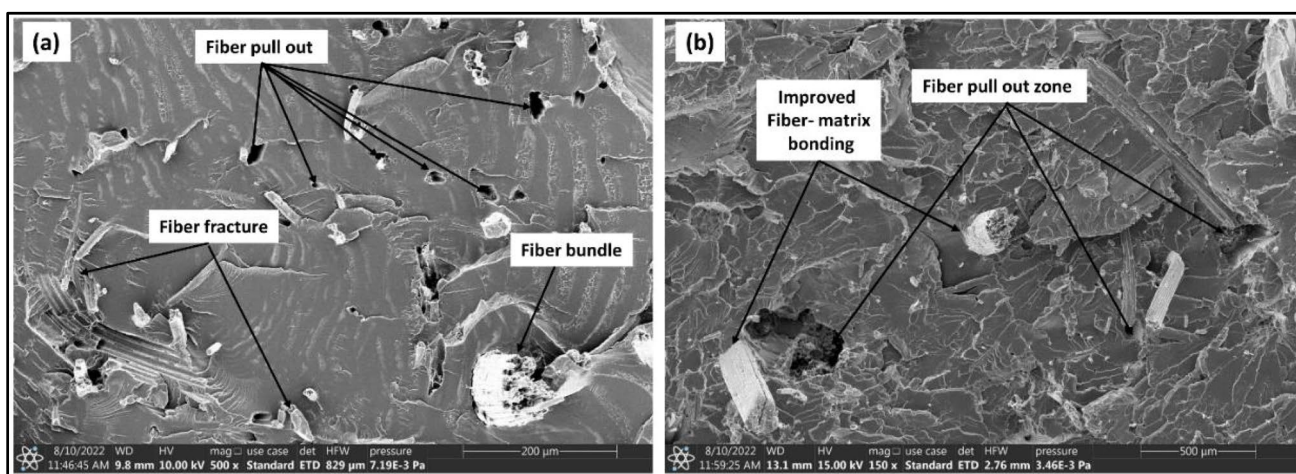 (a)
Fiber pull out
Fiber fracture
Fiber bundle
8/10/2022 WD HV mag use case det HFW pressure
11:46:45 AM 9.8 mm 10.00 kV 500 x Standard ETD 829 µm 7.19E-3 Pa
200 µm
(b)
Improved
Fiber- matrix
bonding
Fiber pull out zone
8/10/2022 WD HV mag use case det HFW pressure
11:59:25 AM 13.1 mm 15.00 kV 150 x Standard ETD 2.76 mm 3.46E-3 Pa
500 µm